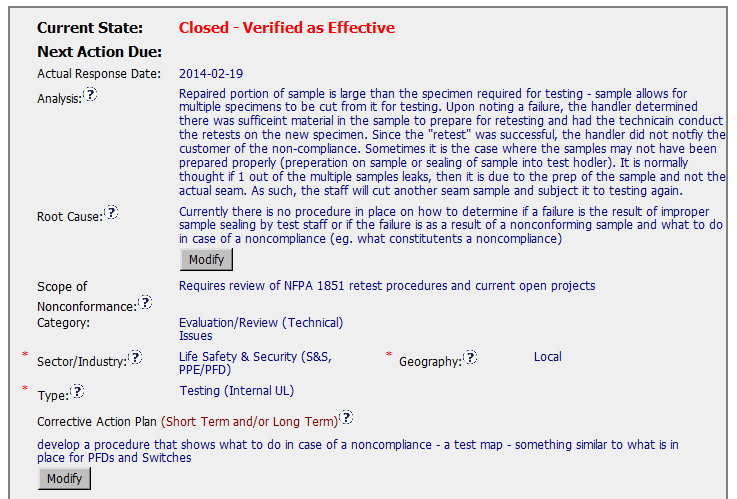 Current State: Closed - Verified as Effective
Next Action Due:
Actual Response Date: 2014-02-19
Analysis:? Repaired portion of sample is large than the specimen required for testing - sample allows for
multiple specimens to be cut from it for testing. Upon noting a failure, the handler determined
there was sufficeint material in the sample to prepare for retesting and had the technicain conduct
the retests on the new specimen. Since the "retest" was successful, the handler did not notfiy the
customer of the non-compliance. Sometimes it is the case where the samples may not have been
prepared properly (preperation on sample or sealing of sample into test hodler). It is normally
thought if 1 out of the multiple samples leaks, then it is due to the prep of the sample and not the
actual seam. As such, the staff will cut another seam sample and subject it to testing again.
Root Cause:? Currently there is no procedure in place on how to determine if a failure is the result of improper
sample sealing by test staff or if the failure is as a result of a nonconforming sample and what to do
in case of a noncompliance (eg. what constitutents a noncompliance)
Modify
Scope of Requires review of NFPA 1851 retest procedures and current open projects
Nonconformance:?
Category: Evaluation/Review (Technical)
Issues
* Sector/Industry:? Life Safety & Security (S&S, * Geography:? Local
PPE/PFD)
* Type:? Testing (Internal UL)
Corrective Action Plan (Short Term and/or Long Term)?
develop a procedure that shows what to do in case of a noncompliance - a test map - something similar to what is in
place for PFDs and Switches
Modify